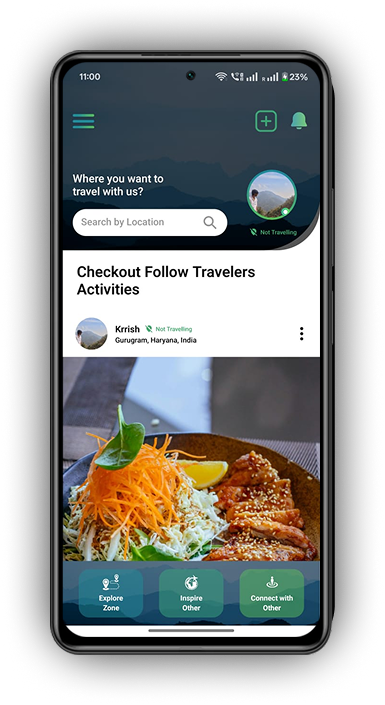 11:00
23%
Where you want to
travel with us?
Search by Location
Not Travelling
Checkout Follow Travelers
Activities
Krrish Not Travelling
Gurugram, Haryana, India
Explore
Zone
Inspire
Other
Connect with
Other